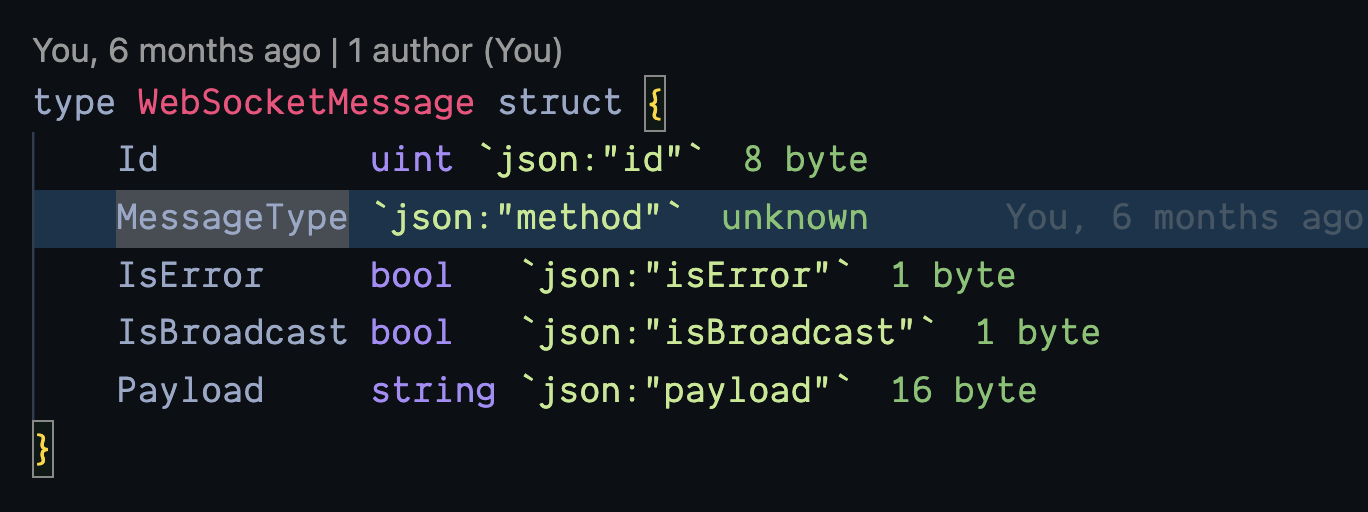 You, 6 months ago | 1 author (You)
type WebSocketMessage struct {
Id uint `json:"id"` 8 byte
MessageType `json:"method"` unknown You, 6 months ago
IsError bool `json:"isError"` 1 byte
IsBroadcast bool `json:"isBroadcast"` 1 byte
Payload string `json:"payload"` 16 byte
}